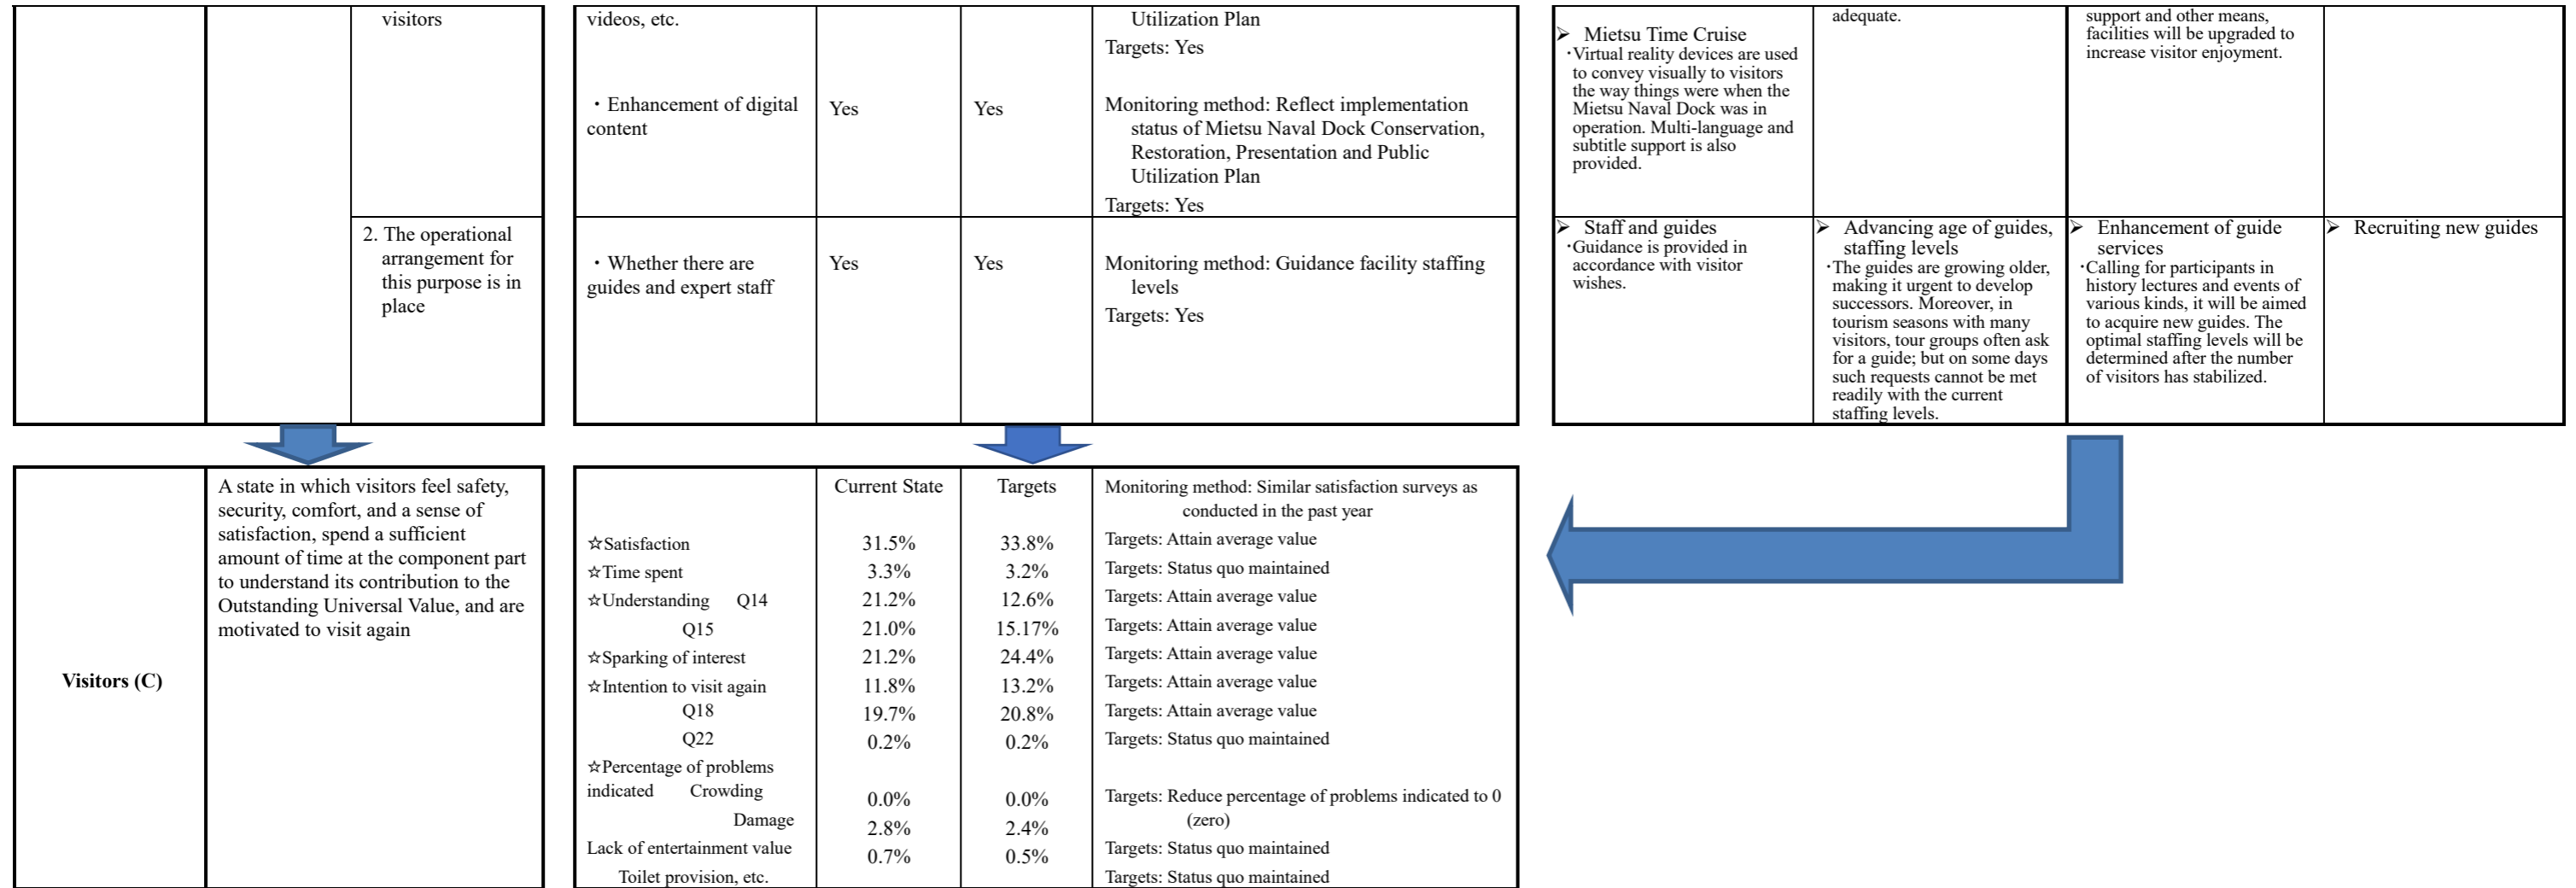 visitors
videos, etc.
・Enhancement of digital
content
Yes
Yes
Utilization Plan
Targets: Yes
Monitoring method: Reflect implementation
status of Mietsu Naval Dock Conservation,
Restoration, Presentation and Public
Utilization Plan
Targets: Yes
➢ Mietsu Time Cruise
・Virtual reality devices are used
to convey visually to visitors
the way things were when the
Mietsu Naval Dock was in
operation. Multi-language and
subtitle support is also
provided.
adequate.
support and other means,
facilities will be upgraded to
increase visitor enjoyment.
2. The operational
arrangement for
this purpose is in
place
・Whether there are
guides and expert staff
Yes
Yes
Monitoring method: Guidance facility staffing
levels
Targets: Yes
➢ Staff and guides
・Guidance is provided in
accordance with visitor
wishes.
➢ Advancing age of guides,
staffing levels
・The guides are growing older,
making it urgent to develop
successors. Moreover, in
tourism seasons with many
visitors, tour groups often ask
for a guide; but on some days
such requests cannot be met
readily with the current
staffing levels.
➢ Enhancement of guide
services
・Calling for participants in
history lectures and events of
various kinds, it will be aimed
to acquire new guides. The
optimal staffing levels will be
determined after the number
of visitors has stabilized.
➢ Recruiting new guides
Visitors (C)
A state in which visitors feel safety,
security, comfort, and a sense of
satisfaction, spend a sufficient
amount of time at the component part
to understand its contribution to the
Outstanding Universal Value, and are
motivated to visit again
☆Satisfaction
☆Time spent
☆Understanding Q14
Q15
☆Sparking of interest
☆Intention to visit again
Q18
Q22
☆Percentage of problems
indicated Crowding
Damage
Lack of entertainment value
Toilet provision, etc.
Current State
31.5%
3.3%
21.2%
21.0%
21.2%
11.8%
19.7%
0.2%
0.0%
2.8%
0.7%
Targets
33.8%
3.2%
12.6%
15.17%
24.4%
13.2%
20.8%
0.2%
0.0%
2.4%
0.5%
Monitoring method: Similar satisfaction surveys as
conducted in the past year
Targets: Attain average value
Targets: Status quo maintained
Targets: Attain average value
Targets: Attain average value
Targets: Attain average value
Targets: Attain average value
Targets: Attain average value
Targets: Status quo maintained
Targets: Reduce percentage of problems indicated to 0
(zero)
Targets: Status quo maintained
Targets: Status quo maintained